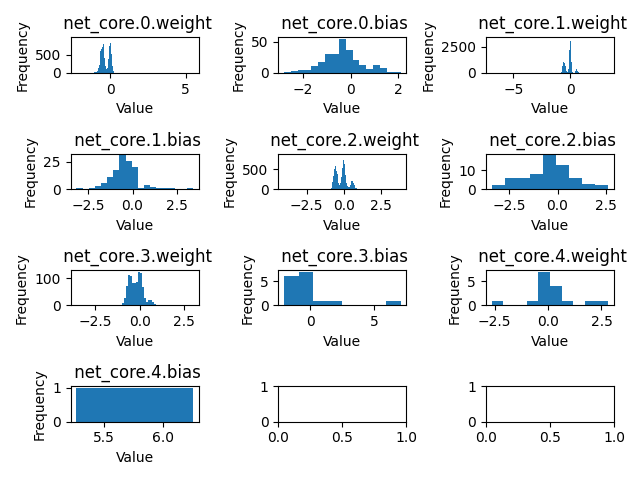 net_core.0.weight
net_core.0.bias
net_core.1.weight
Frequency
500
0
0
5
Value
Frequency
50
0
−2
0
2
Value
Frequency
2500
0
−5
0
Value
net_core.1.bias
net_core.2.weight
net_core.2.bias
Frequency
25
0
−2.5
0.0
2.5
Value
Frequency
500
0
−2.5
0.0
2.5
Value
Frequency
10
0
−2.5
0.0
2.5
Value
net_core.3.weight
net_core.3.bias
net_core.4.weight
Frequency
100
0
−2.5
0.0
2.5
Value
Frequency
5
0
0
5
Value
Frequency
5
0
−2.5
0.0
2.5
Value
net_core.4.bias
Frequency
1
0
5.5
6.0
Value
1
0
0.0
0.5
1.0
1
0
0.0
0.5
1.0